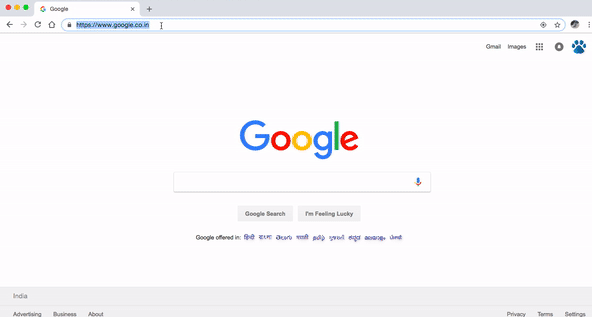 Google
https://www.google.co.in
Gmail Images
Google
Google Search I'm Feeling Lucky
Google offered in: हिन्दी বাংলা తెలుగు मराठी தமிழ் ગુજરાતી ಕನ್ನಡ മലയാളം ਪੰਜਾਬੀ
India
Advertising Business About Privacy Terms Settings